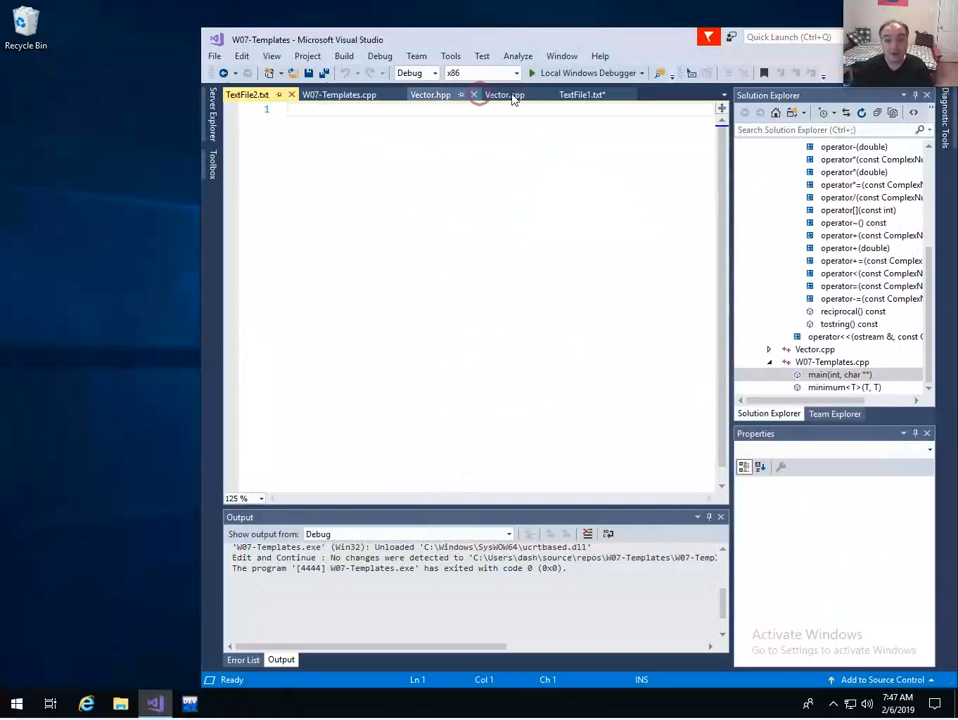 Recycle Bin
W07-Templates - Microsoft Visual Studio
Quick Launch (Ctrl+;)
File Edit View Project Build Debug Team Tools Test Analyze Window Help
Debug x86 Local Windows Debugger
TextFile2.txt W07-Templates.cpp Vector.hpp Vector.cpp TextFile1.txt*
1
Server Explorer
Toolbox
125 %
Output
Show output from: Debug
'W07-Templates.exe' (Win32): Unloaded 'C:\Windows\SysWOW64\ucrtbased.dll'
Edit and Continue : No changes were detected to 'C:\Users\dash\source\repos\W07-Templates\W07-Temp
The program '[4444] W07-Templates.exe' has exited with code 0 (0x0).
Error List Output
Solution Explorer
Search Solution Explorer (Ctrl+;)
operator-(double)
operator*(const ComplexNu
operator*(double)
operator*=(const ComplexN
operator/(const ComplexNu
operator[](const int)
operator~() const
operator+(const ComplexNu
operator+(double)
operator+=(const Complex
operator<(const ComplexN
operator=(const ComplexN
operator-=(const Complex
reciprocal() const
tostring() const
operator<<(ostream &, const C
Vector.cpp
W07-Templates.cpp
main(int, char **)
minimum<T>(T, T)
Solution Explorer Team Explorer
Properties
Diagnostic Tools
Activate Windows
Go to Settings to activate Windows.
Ready Ln 1 Col 1 Ch 1 INS Add to Source Control
DEV
7:47 AM
2/6/2019